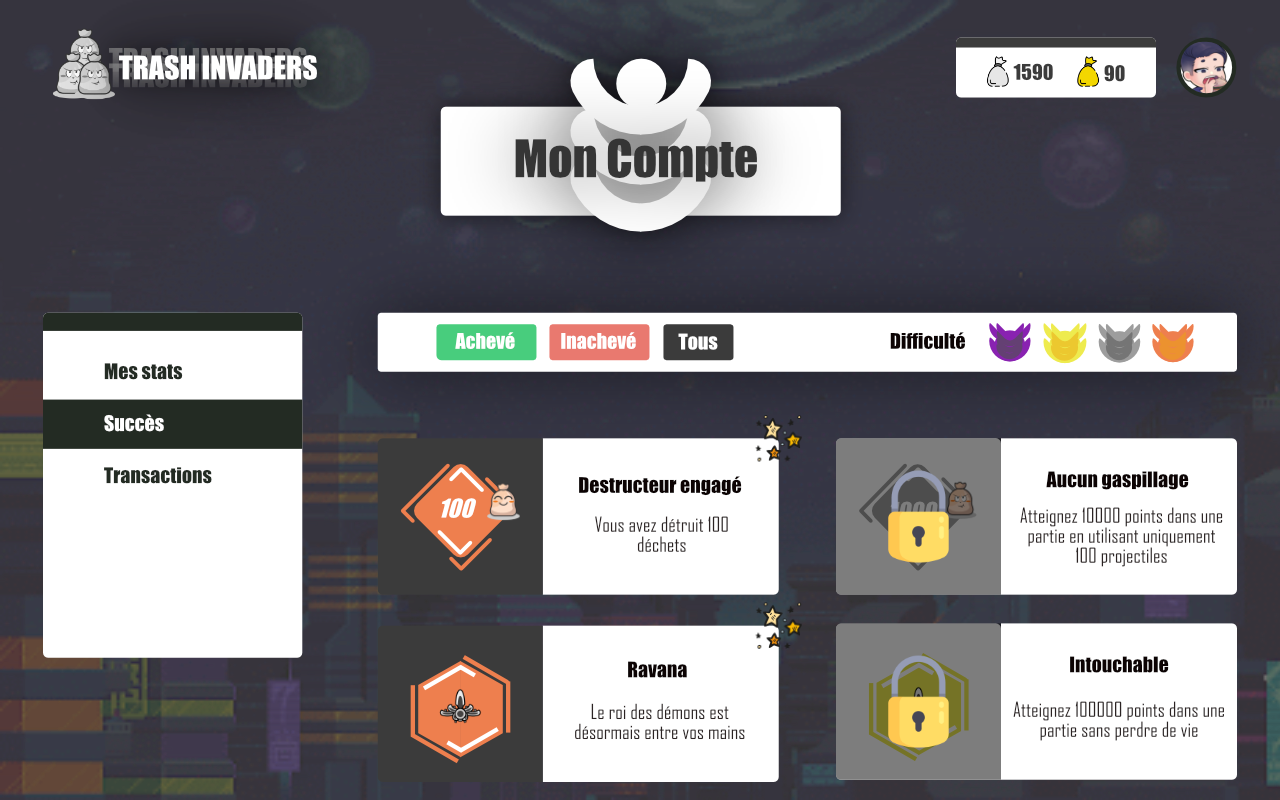 TRASH INVADERS
1590 90
Mon Compte
Mes stats
Succès
Transactions
Achevé Inachevé Tous Difficulté
100
Destructeur engagé
Vous avez détruit 100
déchets
Aucun gaspillage
Atteignez 10000 points dans une
partie en utilisant uniquement
100 projectiles
Ravana
Le roi des démons est
désormais entre vos mains
Intouchable
Atteignez 100000 points dans une
partie sans perdre de vie